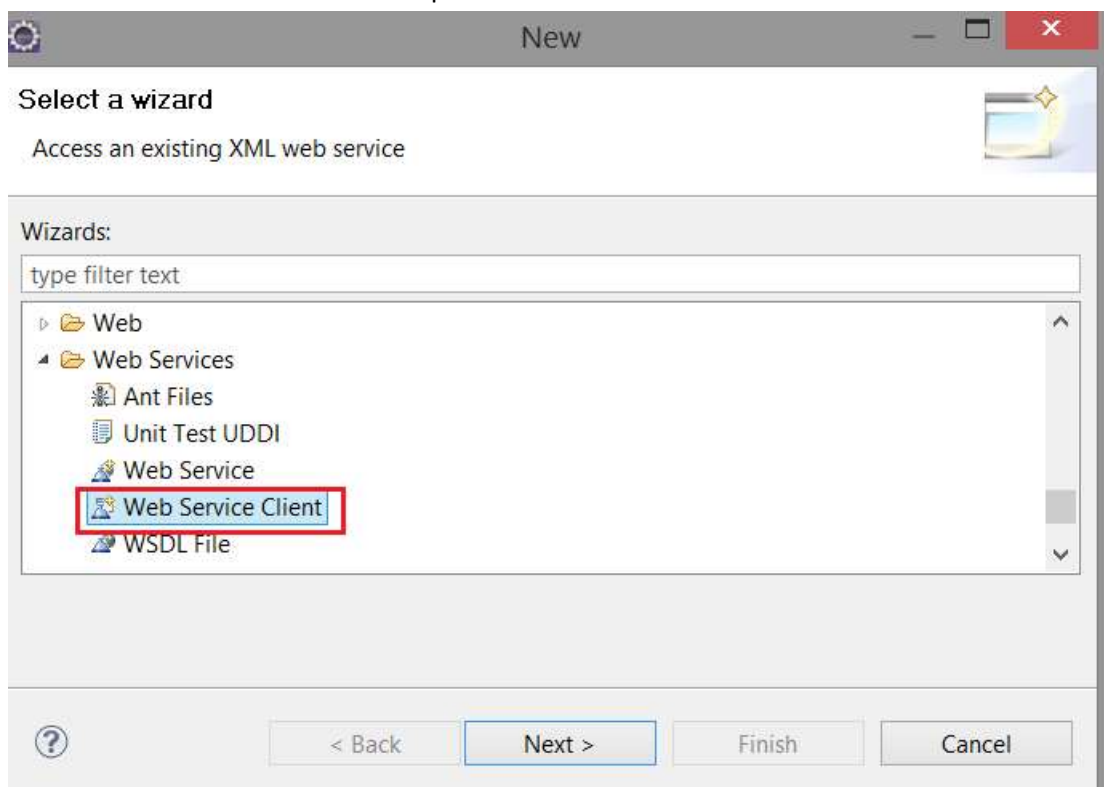 New
Select a wizard
Access an existing XML web service
Wizards:
type filter text
Web
Web Services
Ant Files
Unit Test UDDI
Web Service
Web Service Client
WSDL File
? < Back Next > Finish Cancel